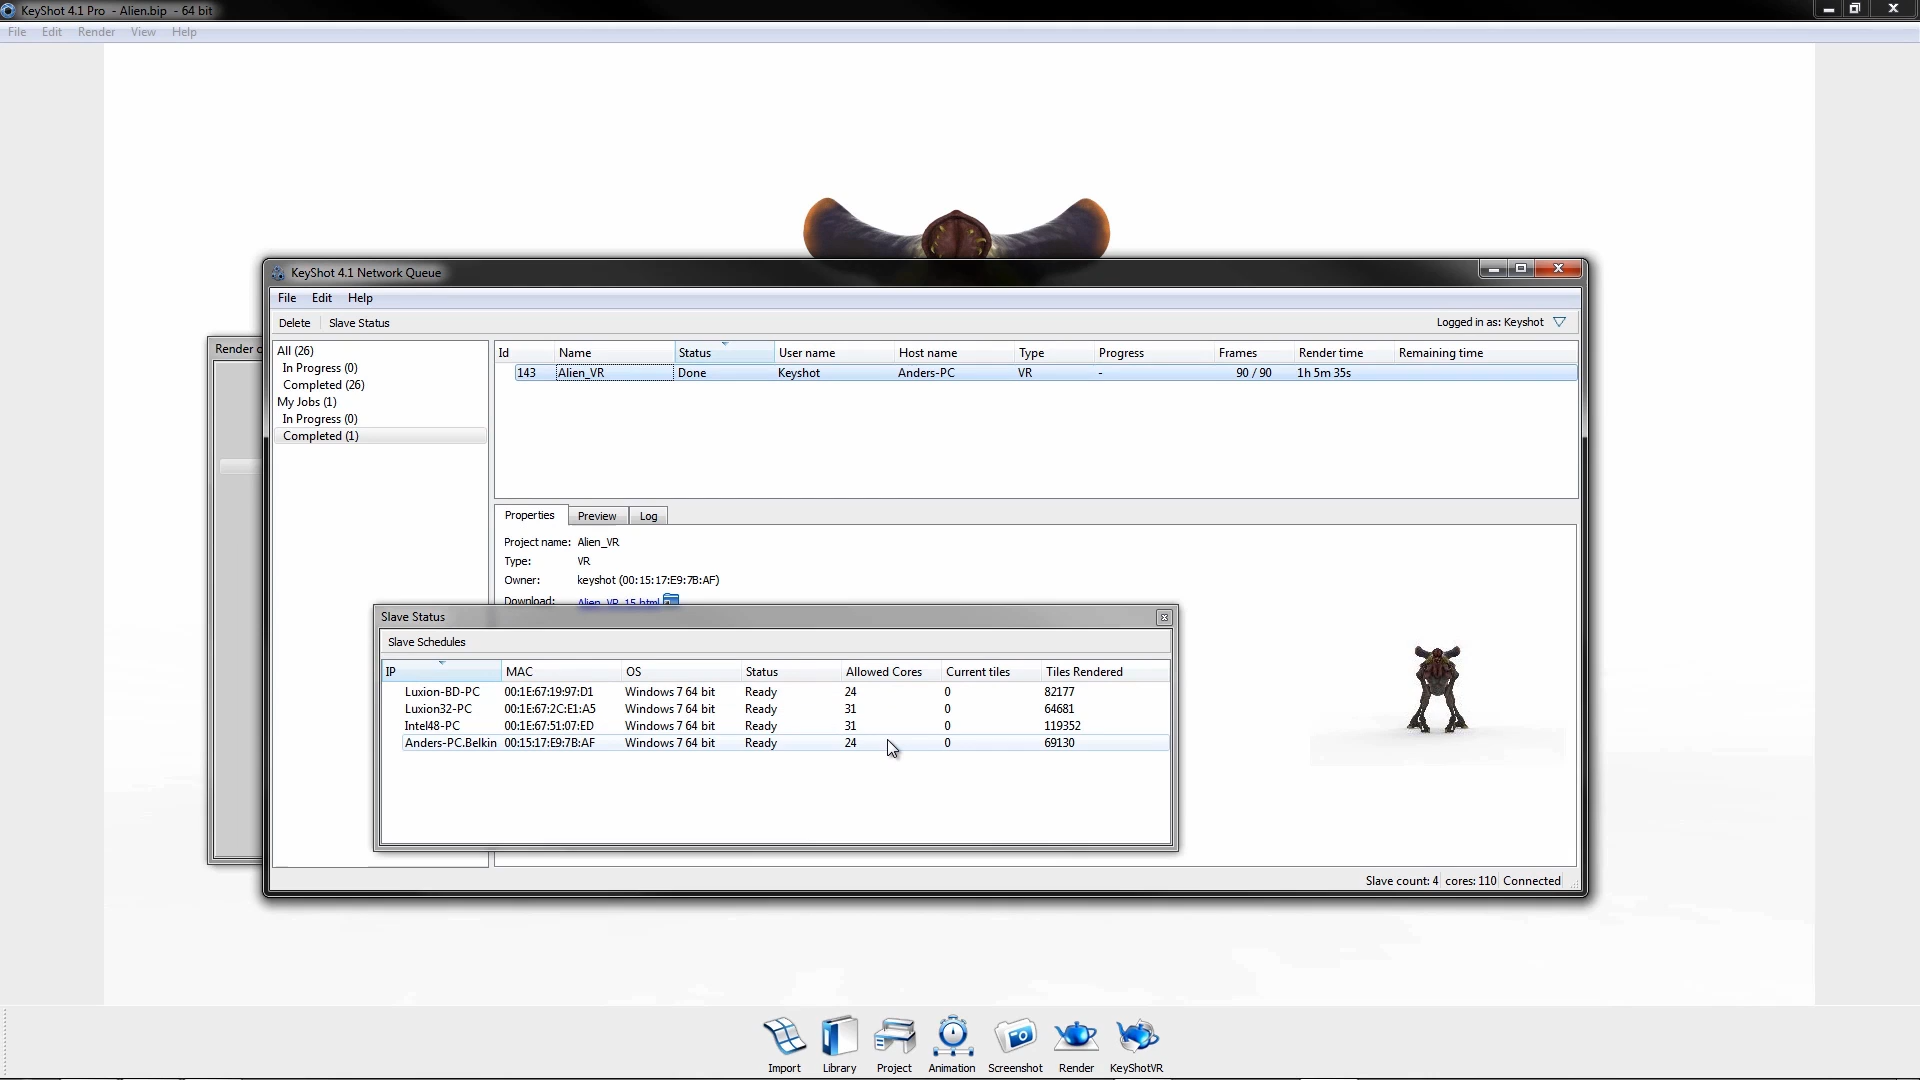 KeyShot 4.1 Pro - Alien.bip - 64 bit
File Edit Render View Help
KeyShot 4.1 Network Queue
File Edit Help
Delete Slave Status Logged in as: Keyshot
Render
All (26)
In Progress (0)
Completed (26)
My Jobs (1)
In Progress (0)
Completed (1)
Id Name Status User name Host name Type Progress Frames Render time Remaining time
143 Alien_VR Done Keyshot Anders-PC VR - 90 / 90 1h 5m 35s
Properties Preview Log
Project name: Alien_VR
Type: VR
Owner: keyshot (00:15:17:E9:7B:AF)
Download: Alien_VR_15.html
Slave Status
Slave Schedules
IP MAC OS Status Allowed Cores Current tiles Tiles Rendered
Luxion-BD-PC 00:1E:67:19:97:D1 Windows 7 64 bit Ready 24 0 82177
Luxion32-PC 00:1E:67:2C:E1:A5 Windows 7 64 bit Ready 31 0 64681
Intel48-PC 00:1E:67:51:07:ED Windows 7 64 bit Ready 31 0 119352
Anders-PC.Belkin 00:15:17:E9:7B:AF Windows 7 64 bit Ready 24 0 69130
Slave count: 4 cores: 110 Connected
Import Library Project Animation Screenshot Render KeyShotVR